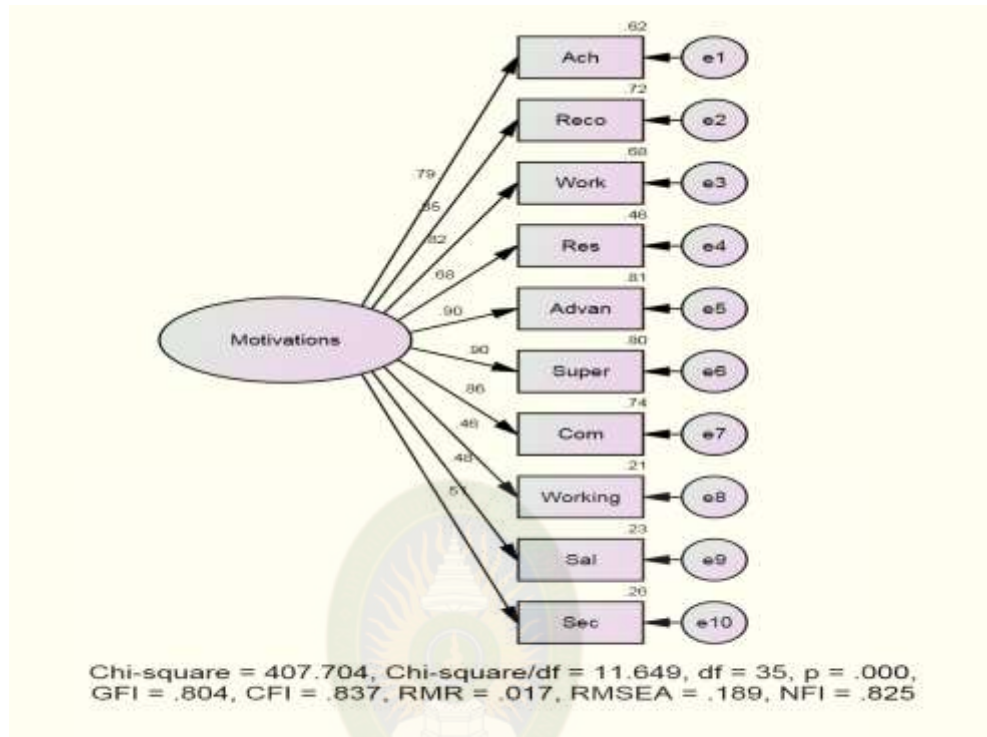 .62
Ach
e1
.72
Reco
e2
.68
Work
e3
.46
Res
e4
.81
Advan
e5
.80
Super
e6
.74
Com
e7
.21
Working
e8
.23
Sal
e9
.26
Sec
e10
.79
.85
.82
.68
.90
.90
.86
.46
.48
.51
Motivations
Chi-square = 407.704, Chi-square/df = 11.649, df = 35, p = .000,
GFI = .804, CFI = .837, RMR = .017, RMSEA = .189, NFI = .825